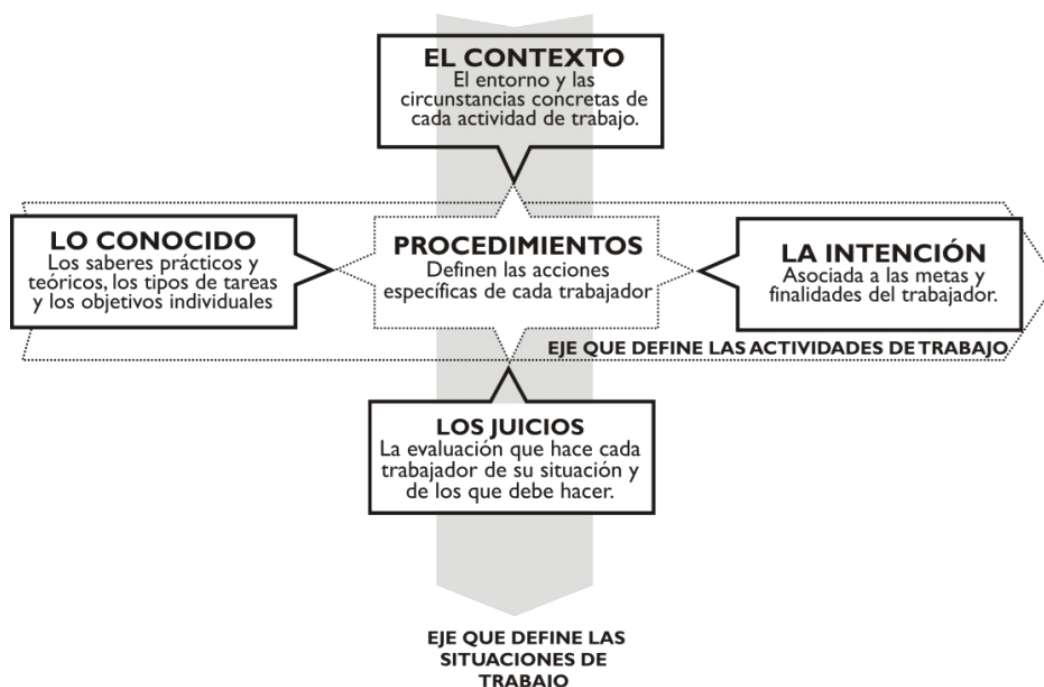 EL CONTEXTO
El entorno y las
circunstancias concretas de
cada actividad de trabajo.
LO CONOCIDO
Los saberes prácticos y
teóricos, los tipos de tareas
y los objetivos individuales
PROCEDIMIENTOS
Definen las acciones
específicas de cada trabajador
LA INTENCIÓN
Asociada a las metas y
finalidades del trabajador.
EJE QUE DEFINE LAS ACTIVIDADES DE TRABAJO
LOS JUICIOS
La evaluación que hace cada
trabajador de su situación y
de los que debe hacer.
EJE QUE DEFINE LAS
SITUACIONES DE
TRABAJO